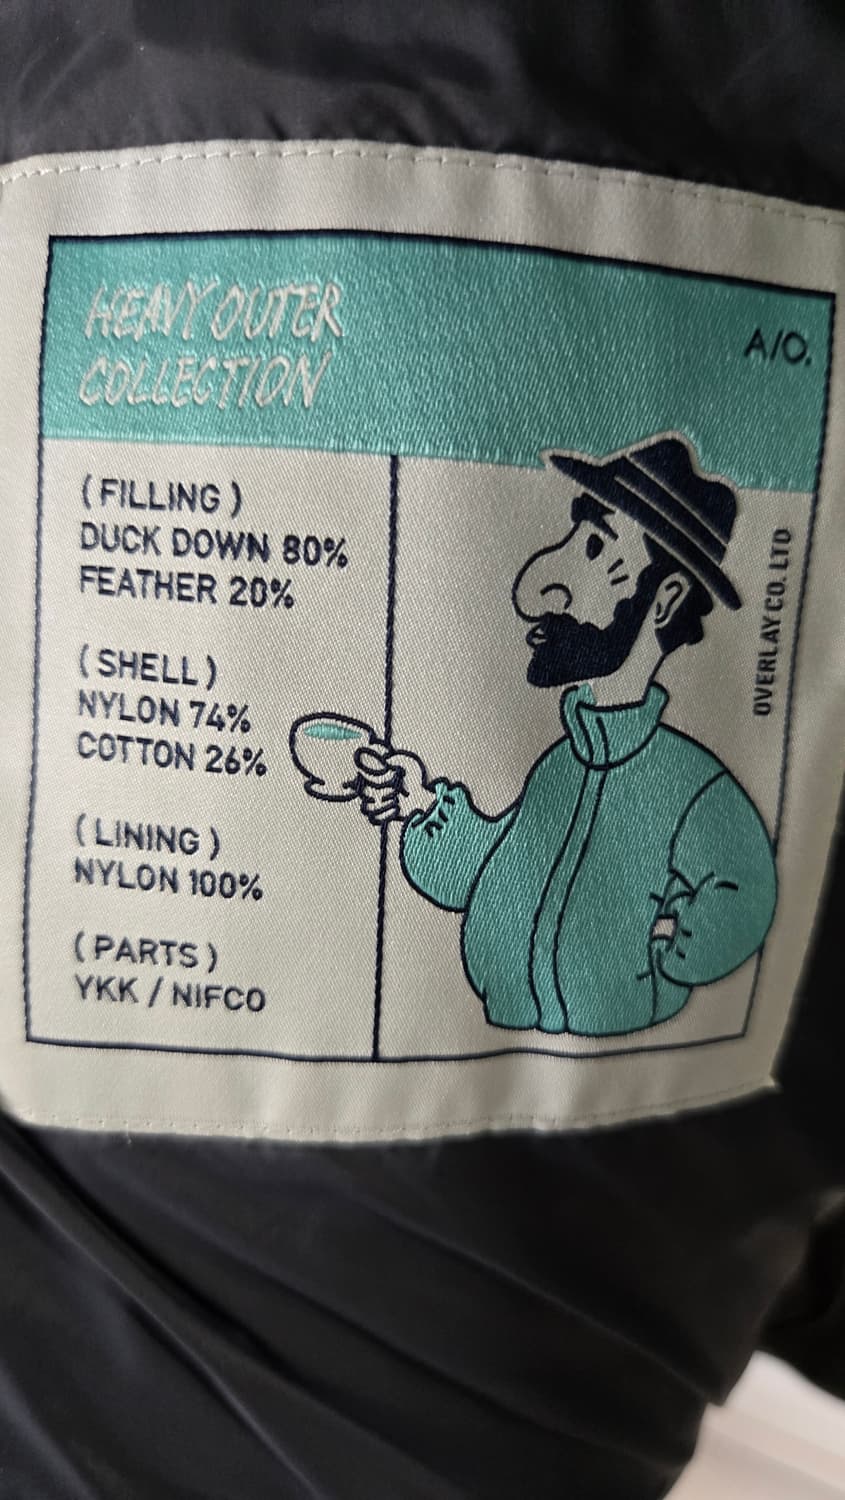 HEAVY OUTER
COLLECTION
A/O.
( FILLING )
DUCK DOWN 80%
FEATHER 20%
( SHELL )
NYLON 74%
COTTON 26%
( LINING )
NYLON 100%
( PARTS )
YKK / NIFCO
OVERLAY CO. LTD